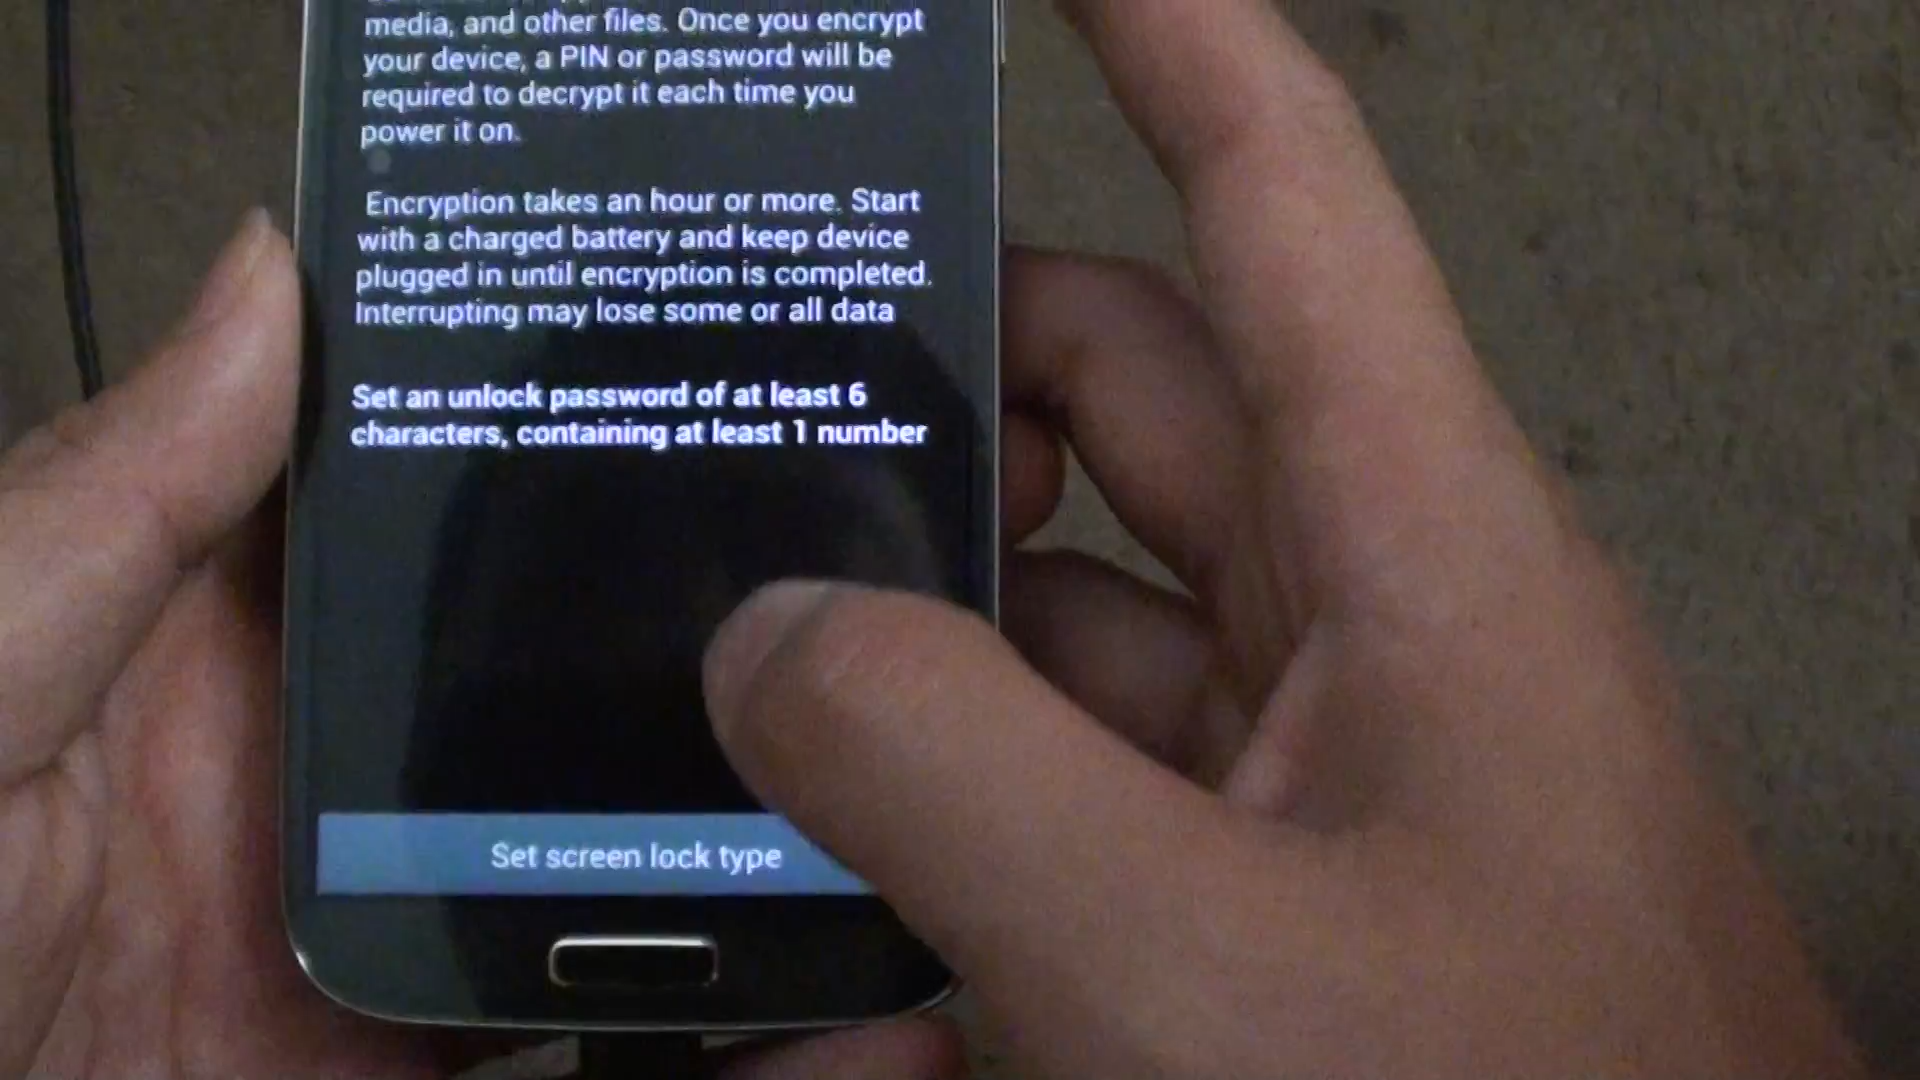 media, and other files. Once you encrypt
your device, a PIN or password will be
required to decrypt it each time you
power it on.
Encryption takes an hour or more. Start
with a charged battery and keep device
plugged in until encryption is completed.
Interrupting may lose some or all data
Set an unlock password of at least 6
characters, containing at least 1 number
Set screen lock type